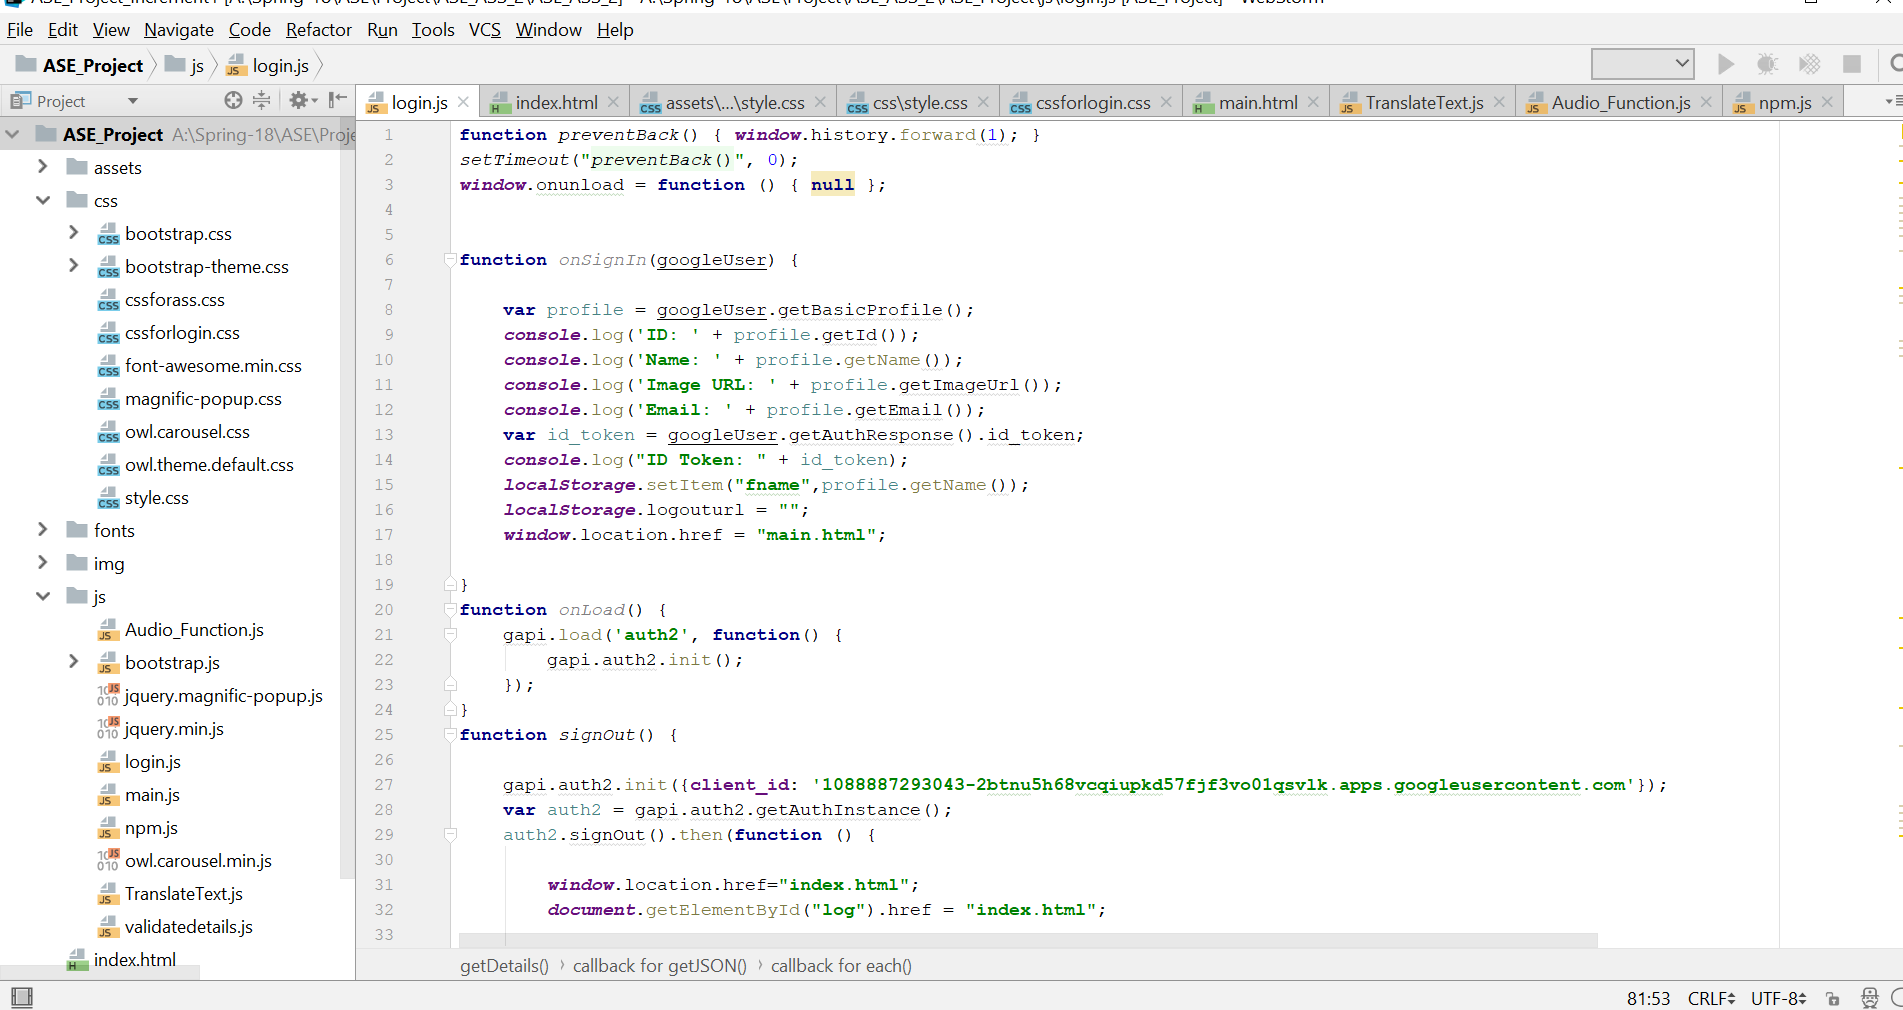 File Edit View Navigate Code Refactor Run Tools VCS Window Help
ASE_Project js login.js
Project
login.js index.html assets\...\style.css css\style.css cssforlogin.css main.html TranslateText.js Audio_Function.js npm.js
ASE_Project A:\Spring-18\ASE\Proje
assets
css
bootstrap.css
bootstrap-theme.css
cssforass.css
cssforlogin.css
font-awesome.min.css
magnific-popup.css
owl.carousel.css
owl.theme.default.css
style.css
fonts
img
js
Audio_Function.js
bootstrap.js
jquery.magnific-popup.js
jquery.min.js
login.js
main.js
npm.js
owl.carousel.min.js
TranslateText.js
validatedetails.js
index.html
1 function preventBack() { window.history.forward(1); }
2 setTimeout("preventBack()", 0);
3 window.onunload = function () { null };
4
5
6 function onSignIn(googleUser) {
7
8 var profile = googleUser.getBasicProfile();
9 console.log('ID: ' + profile.getId());
10 console.log('Name: ' + profile.getName());
11 console.log('Image URL: ' + profile.getImageUrl());
12 console.log('Email: ' + profile.getEmail());
13 var id_token = googleUser.getAuthResponse().id_token;
14 console.log("ID Token: " + id_token);
15 localStorage.setItem("fname",profile.getName());
16 localStorage.logouturl = "";
17 window.location.href = "main.html";
18
19 }
20 function onLoad() {
21 gapi.load('auth2', function() {
22 gapi.auth2.init();
23 });
24 }
25 function signOut() {
26
27 gapi.auth2.init({client_id: '1088887293043-2btnu5h68vcqiupkd57fjf3vo01qsvlk.apps.googleusercontent.com'});
28 var auth2 = gapi.auth2.getAuthInstance();
29 auth2.signOut().then(function () {
30
31 window.location.href="index.html";
32 document.getElementById("log").href = "index.html";
33
getDetails() › callback for getJSON() › callback for each()
81:53 CRLF UTF-8